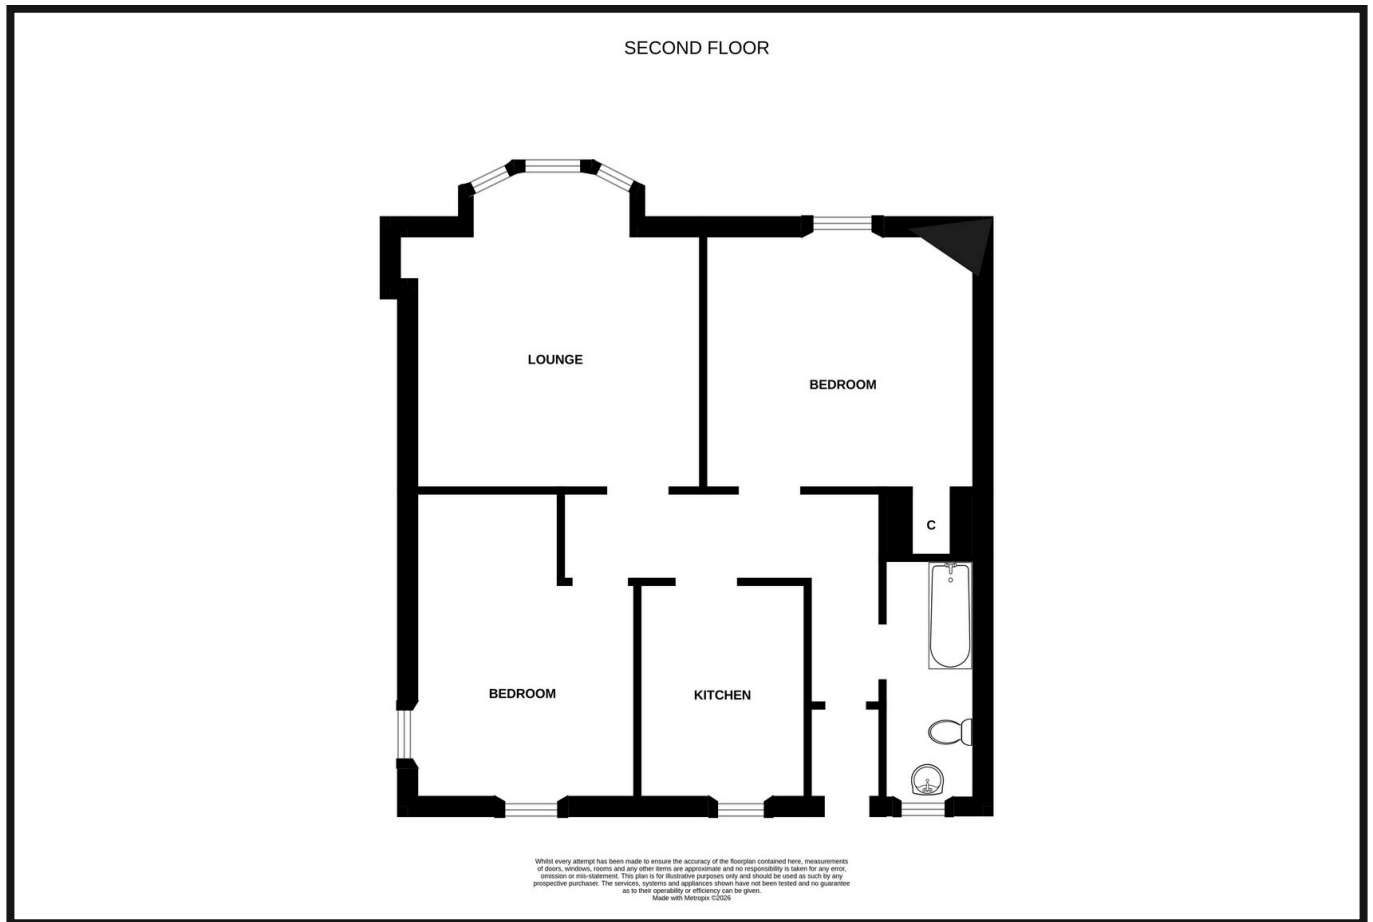 SECOND FLOOR
LOUNGE
BEDROOM
C
BEDROOM
KITCHEN
Whilst every attempt has been made to ensure the accuracy of the floorplan contained here, measurements
of doors, windows, rooms and any other items are approximate and no responsibility is taken for any error,
omission or mis-statement. This plan is for illustrative purposes only and should be used as such by any
prospective purchaser. The services, systems and appliances shown have not been tested and no guarantee
as to their operability or efficiency can be given.
Made with Metropix ©2026